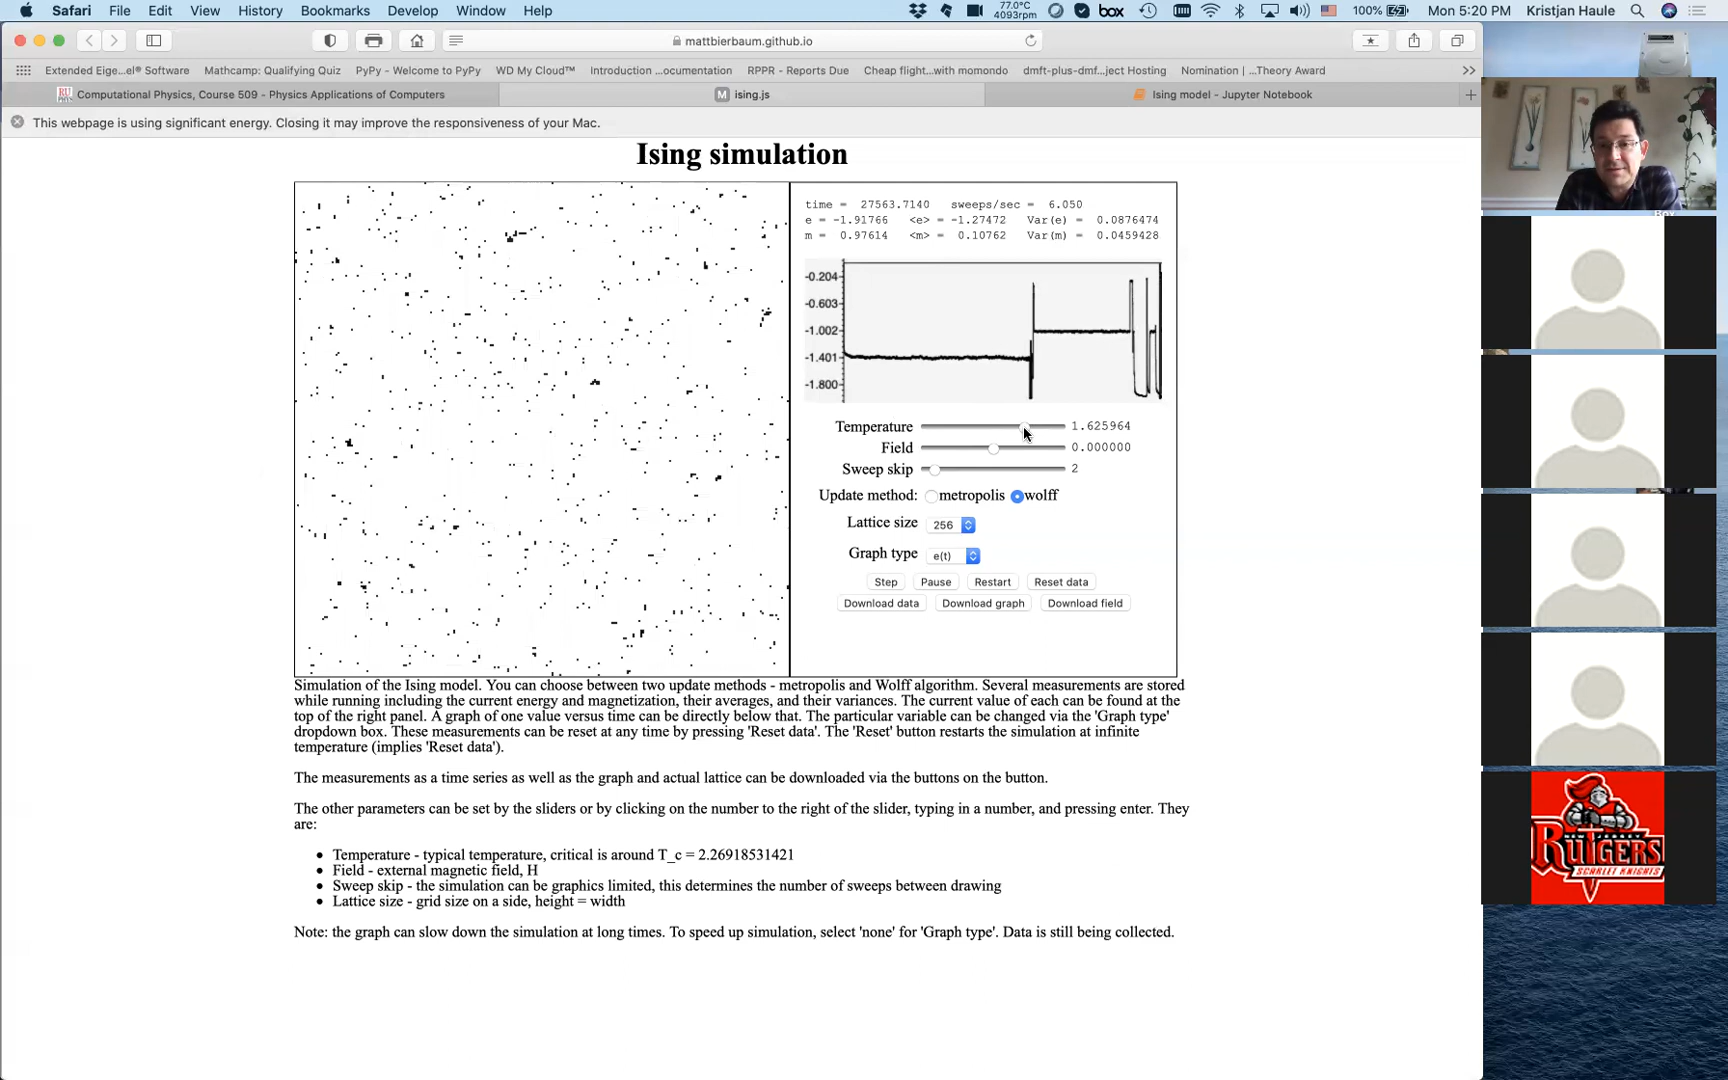 Safari File Edit View History Bookmarks Develop Window Help 77.0°C 4093rpm box 100% Mon 5:20 PM Kristjan Haule
mattbierbaum.github.io
Extended Eige...el® Software Mathcamp: Qualifying Quiz PyPy - Welcome to PyPy WD My Cloud™ Introduction ...ocumentation RPPR - Reports Due Cheap flight...with momondo dmft-plus-dmf...ject Hosting Nomination | ...Theory Award
Computational Physics, Course 509 - Physics Applications of Computers M ising.js Ising model - Jupyter Notebook
This webpage is using significant energy. Closing it may improve the responsiveness of your Mac.
Ising simulation
time = 27563.7140 sweeps/sec = 6.050
e = -1.91766 <e> = -1.27472 Var(e) = 0.0876474
m = 0.97614 <m> = 0.10762 Var(m) = 0.0459428
-0.204
-0.603
-1.002
-1.401
-1.800
Temperature 1.625964
Field 0.000000
Sweep skip 2
Update method: metropolis wolff
Lattice size 256
Graph type e(t)
Step Pause Restart Reset data
Download data Download graph Download field
Simulation of the Ising model. You can choose between two update methods - metropolis and Wolff algorithm. Several measurements are stored
while running including the current energy and magnetization, their averages, and their variances. The current value of each can be found at the
top of the right panel. A graph of one value versus time can be directly below that. The particular variable can be changed via the 'Graph type'
dropdown box. These measurements can be reset at any time by pressing 'Reset data'. The 'Reset' button restarts the simulation at infinite
temperature (implies 'Reset data').
The measurements as a time series as well as the graph and actual lattice can be downloaded via the buttons on the button.
The other parameters can be set by the sliders or by clicking on the number to the right of the slider, typing in a number, and pressing enter. They
are:
• Temperature - typical temperature, critical is around T_c = 2.26918531421
• Field - external magnetic field, H
• Sweep skip - the simulation can be graphics limited, this determines the number of sweeps between drawing
• Lattice size - grid size on a side, height = width
Note: the graph can slow down the simulation at long times. To speed up simulation, select 'none' for 'Graph type'. Data is still being collected.
NEW JERSEY
RUTGERS
SCARLET KNIGHTS